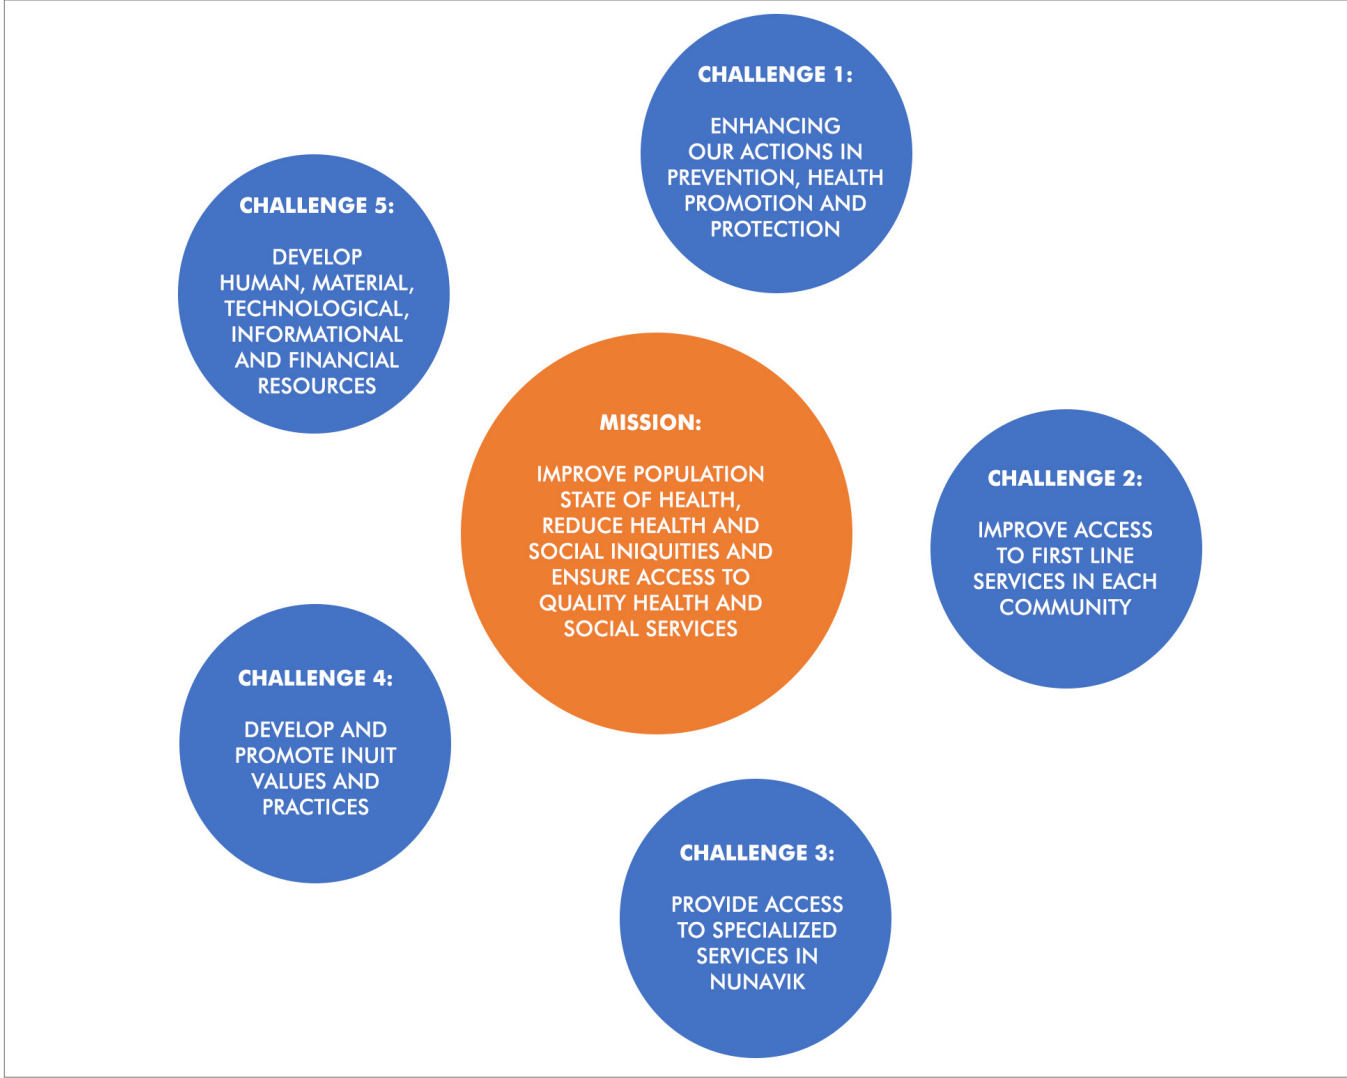 CHALLENGE 1:
ENHANCING
OUR ACTIONS IN
PREVENTION, HEALTH
PROMOTION AND
PROTECTION
CHALLENGE 5:
DEVELOP
HUMAN, MATERIAL,
TECHNOLOGICAL,
INFORMATIONAL
AND FINANCIAL
RESOURCES
MISSION:
IMPROVE POPULATION
STATE OF HEALTH,
REDUCE HEALTH AND
SOCIAL INIQUITIES AND
ENSURE ACCESS TO
QUALITY HEALTH AND
SOCIAL SERVICES
CHALLENGE 2:
IMPROVE ACCESS
TO FIRST LINE
SERVICES IN EACH
COMMUNITY
CHALLENGE 4:
DEVELOP AND
PROMOTE INUIT
VALUES AND
PRACTICES
CHALLENGE 3:
PROVIDE ACCESS
TO SPECIALIZED
SERVICES IN
NUNAVIK